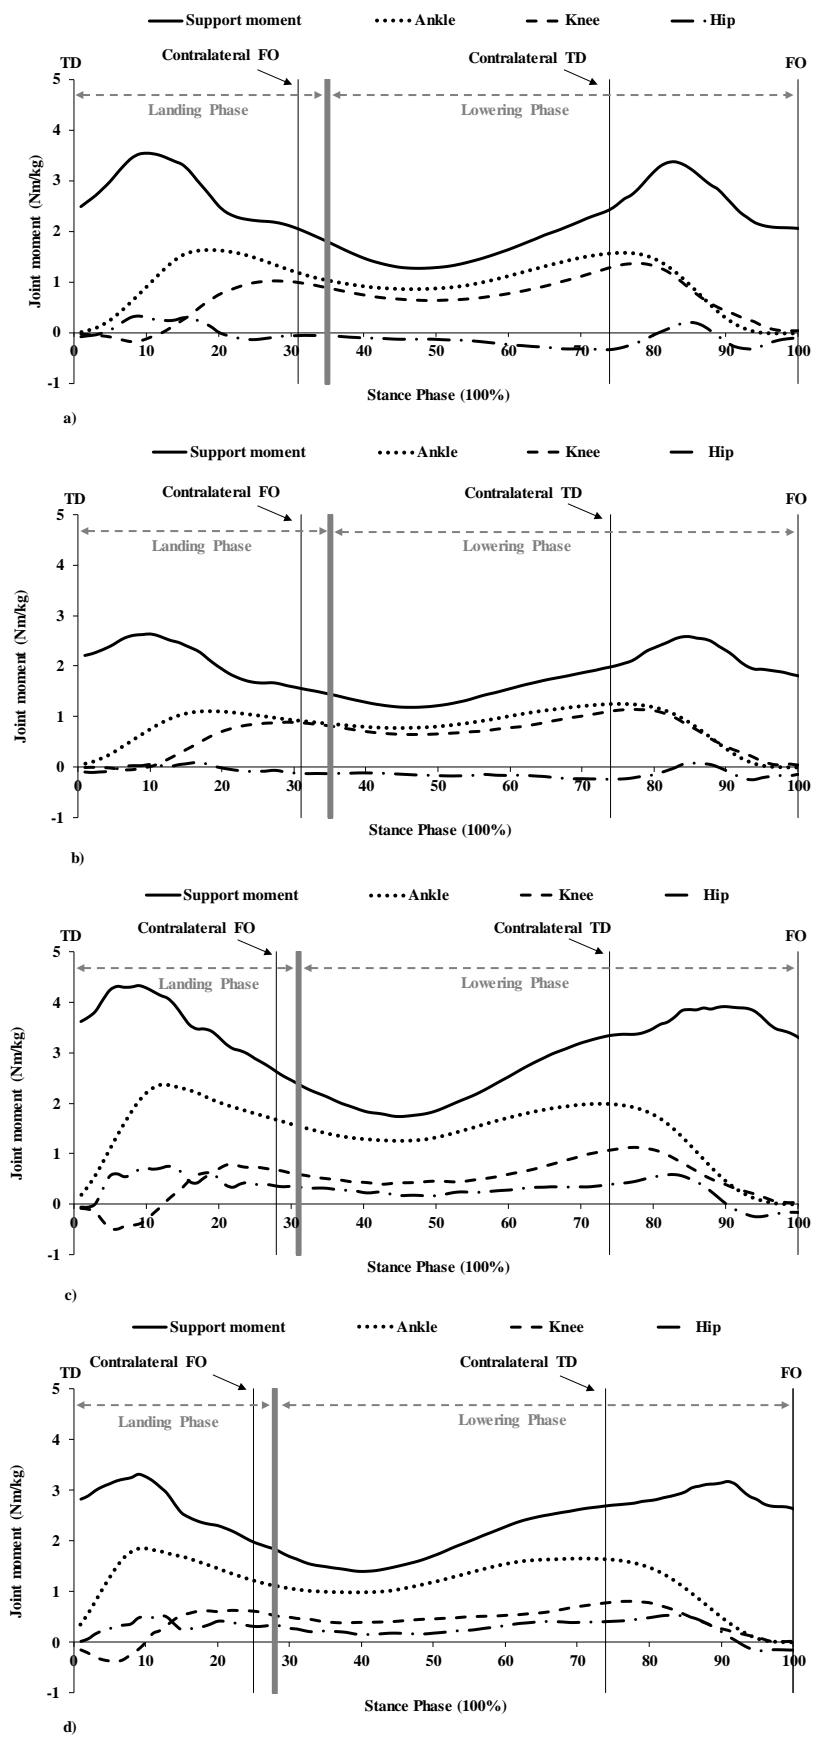 Support moment Ankle Knee Hip
Contralateral FO
Contralateral TD
TD FO
5
Landing Phase Lowering Phase
4
3
2
1
0
0 10 20 30 40 50 60 70 80 90 100
-1
Joint moment (Nm/kg)
Stance Phase (100%)
a)
Support moment Ankle Knee Hip
Contralateral FO Contralateral TD
TD FO
5
Landing Phase Lowering Phase
4
3
2
1
0
0 10 20 30 40 50 60 70 80 90 100
-1
Joint moment (Nm/kg)
Stance Phase (100%)
b)
Support moment Ankle Knee Hip
Contralateral FO Contralateral TD
TD FO
5
Landing Phase Lowering Phase
4
3
2
1
0
0 10 20 30 40 50 60 70 80 90 100
-1
Joint moment (Nm/kg)
Stance Phase (100%)
c)
Support moment Ankle Knee Hip
Contralateral FO Contralateral TD
TD FO
5
Landing Phase Lowering Phase
4
3
2
1
0
0 10 20 30 40 50 60 70 80 90 100
-1
Joint moment (Nm/kg)
Stance Phase (100%)
d)